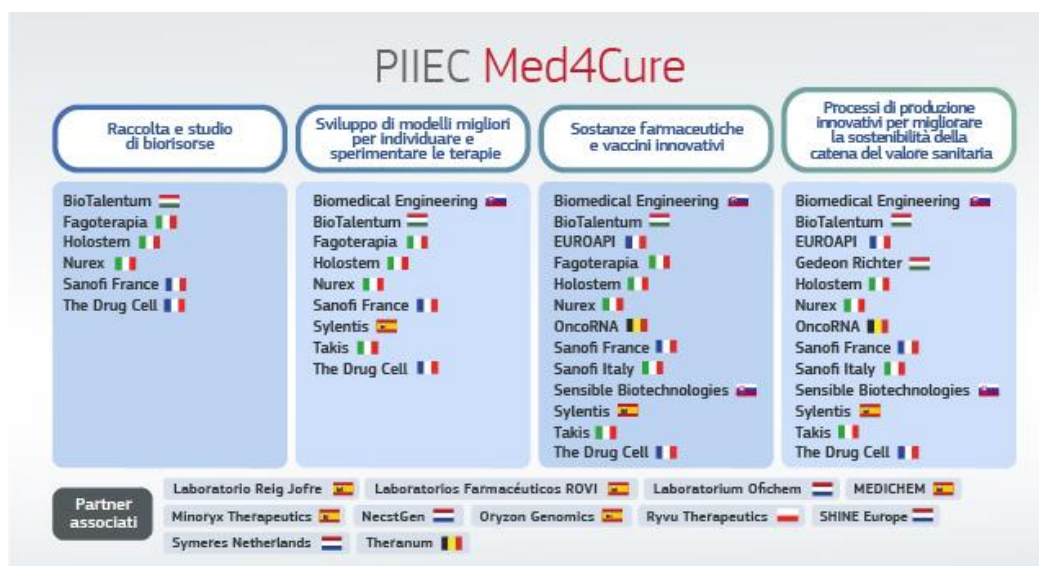 PIIEC Med4Cure
Raccolta e studio
di biorisorse
Sviluppo di modelli migliori
per individuare e
sperimentare le terapie
Sostanze farmaceutiche
e vaccini innovativi
Processi di produzione
innovativi per migliorare
la sostenibilità della
catena del valore sanitaria
BioTalentum
Fagoterapia
Holostem
Nurex
Sanofi France
The Drug Cell
Biomedical Engineering
BioTalentum
Fagoterapia
Holostem
Nurex
Sanofi France
Sylentis
Takis
The Drug Cell
Biomedical Engineering
BioTalentum
EUROAPI
Fagoterapia
Holostem
Nurex
OncoRNA
Sanofi France
Sanofi Italy
Sensible Biotechnologies
Sylentis
Takis
The Drug Cell
Biomedical Engineering
BioTalentum
EUROAPI
Gedeon Richter
Holostem
Nurex
OncoRNA
Sanofi France
Sanofi Italy
Sensible Biotechnologies
Sylentis
Takis
The Drug Cell
Partner
associati
Laboratorio Reig Jofre Laboratorios Farmacéuticos ROVI Laboratorium Ofichem MEDICHEM
Minoryx Therapeutics NecstGen Oryzon Genomics Ryvu Therapeutics SHINE Europe
Symeres Netherlands Theranum